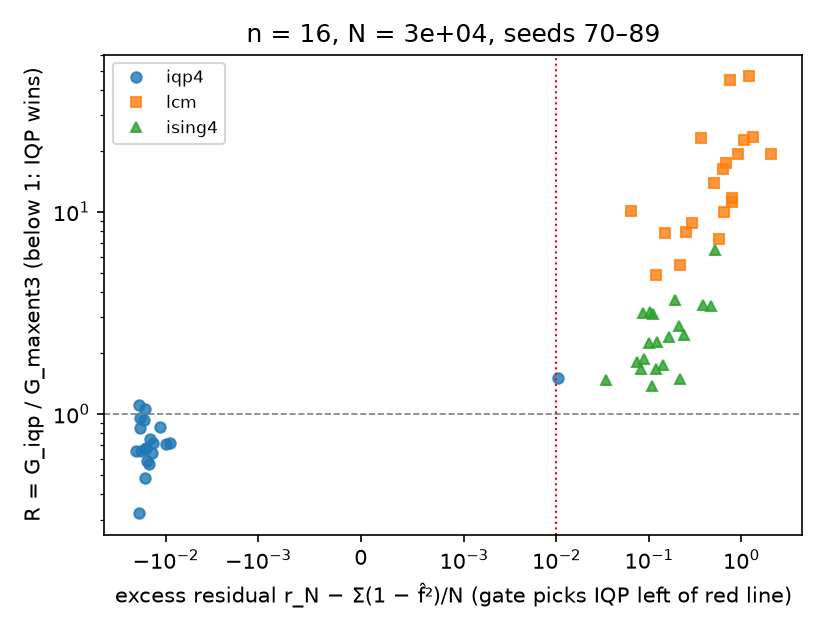 n = 16, N = 3e+04, seeds 70–89
R = G_iqp / G_maxent3 (below 1: IQP wins)
iqp4
lcm
ising4
10¹
10⁰
−10⁻²
−10⁻³
0
10⁻³
10⁻²
10⁻¹
10⁰
excess residual r_N − Σ(1 − f̂²)/N (gate picks IQP left of red line)